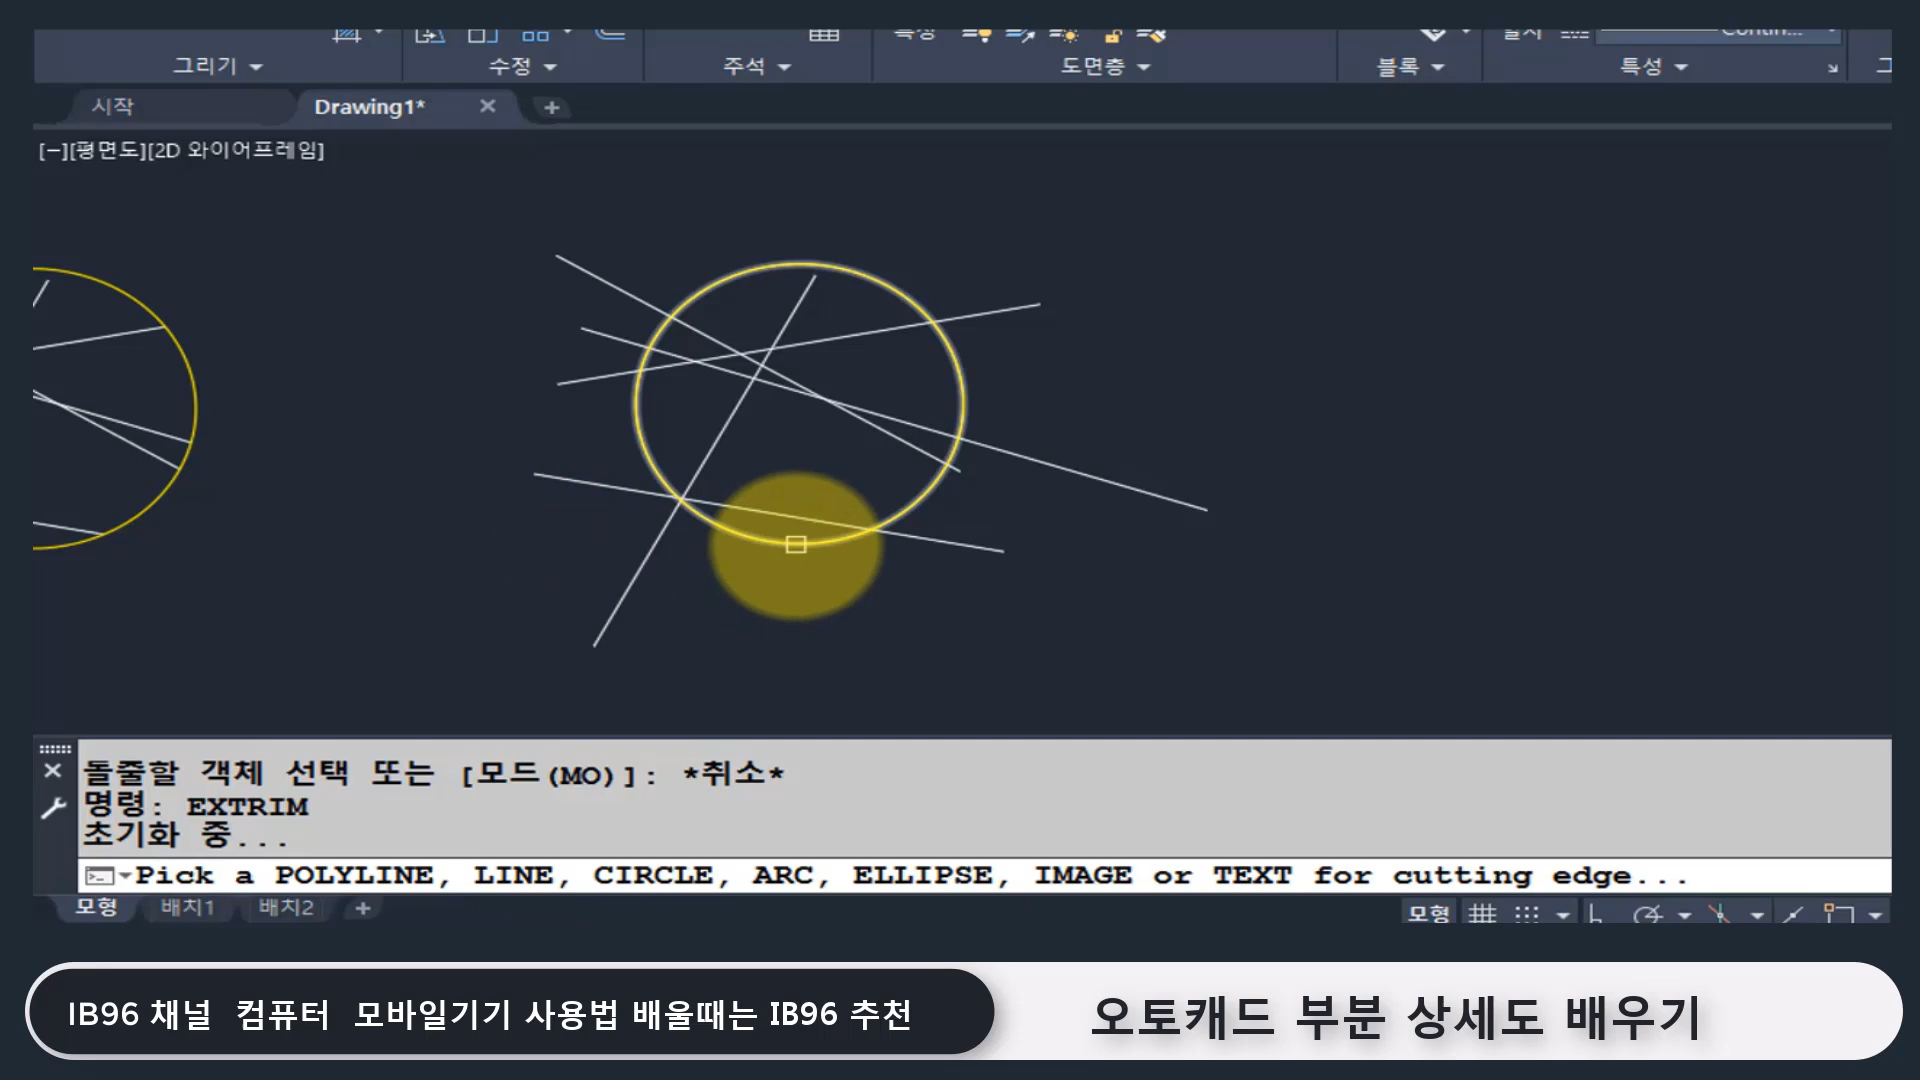 그리기
수정
주석
도면층
블록
특성
시작
Drawing1*
[−][평면도][2D 와이어프레임]
돌출할 객체 선택 또는 [모드(MO)]: *취소*
명령: EXTRIM
초기화 중...
Pick a POLYLINE, LINE, CIRCLE, ARC, ELLIPSE, IMAGE or TEXT for cutting edge...
모형 배치1 배치2
모형
IB96 채널 컴퓨터 모바일기기 사용법 배울때는 IB96 추천
오토캐드 부분 상세도 배우기